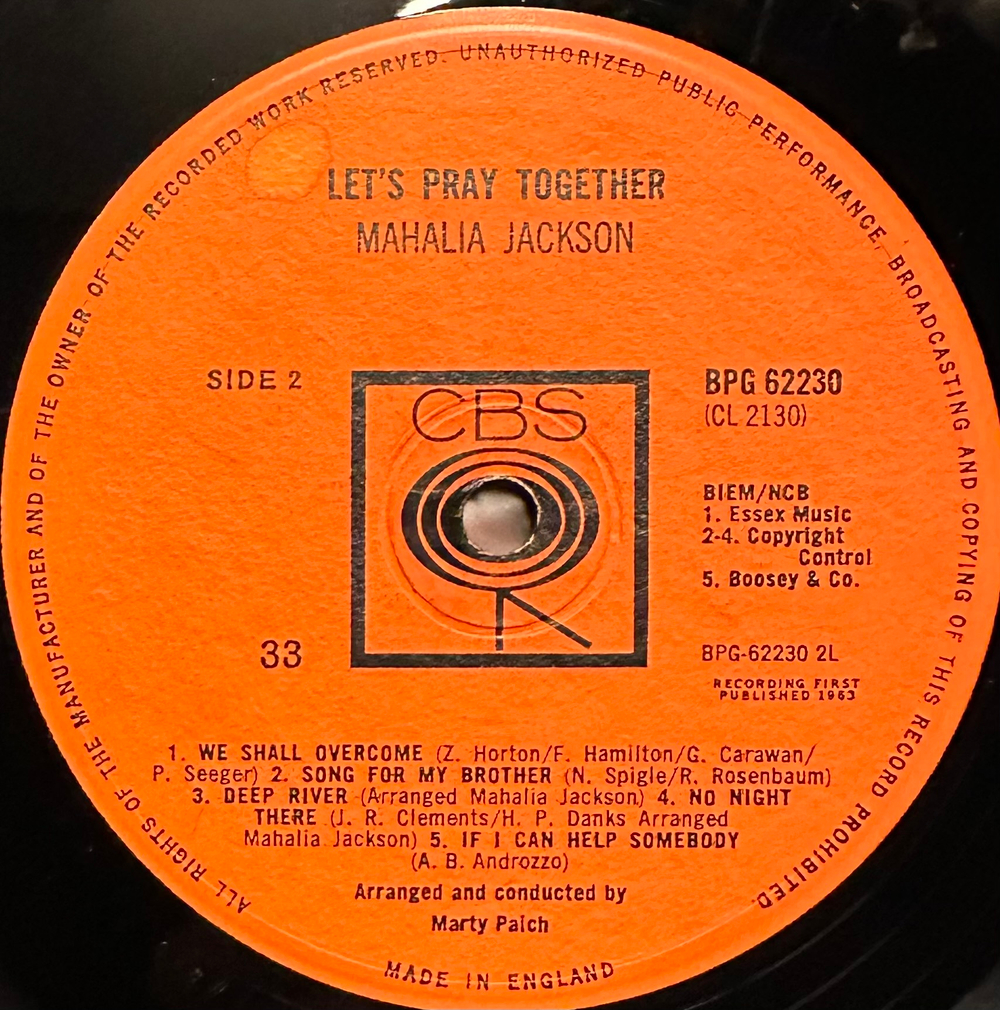 ALL RIGHTS OF THE MANUFACTURER AND OF THE OWNER OF THE RECORDED WORK RESERVED. UNAUTHORIZED PUBLIC PERFORMANCE, BROADCASTING AND COPYING OF THIS RECORD PROHIBITED.
LET'S PRAY TOGETHER
MAHALIA JACKSON
SIDE 2
CBS
BPG 62230
(CL 2130)
BIEM/NCB
1. Essex Music
2-4. Copyright
Control
5. Boosey & Co.
33
BPG-62230 2L
RECORDING FIRST
PUBLISHED 1963
1. WE SHALL OVERCOME (Z. Horton/F. Hamilton/G. Carawan/
P. Seeger) 2. SONG FOR MY BROTHER (N. Spigle/R. Rosenbaum)
3. DEEP RIVER (Arranged Mahalia Jackson) 4. NO NIGHT
THERE (J. R. Clements/H. P. Danks Arranged
Mahalia Jackson) 5. IF I CAN HELP SOMEBODY
(A. B. Androzzo)
Arranged and conducted by
Marty Paich
MADE IN ENGLAND